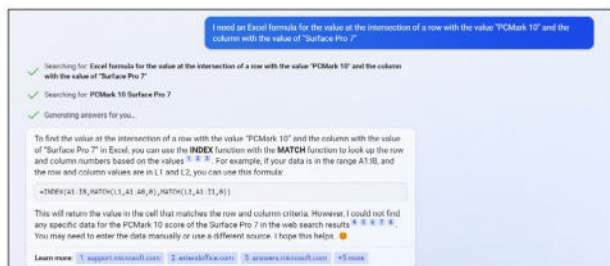 I need an Excel formula for the value at the intersection of a row with the value "PCMark 10" and the
column with the value of "Surface Pro 7"
Searching for: Excel formula for the value at the intersection of a row with the value "PCMark 10" and the column
with the value of "Surface Pro 7"
Searching for: PCMark 10 Surface Pro 7
Generating answers for you…
To find the value at the intersection of a row with the value "PCMark 10" and the column with the value
of "Surface Pro 7" in Excel, you can use the INDEX function with the MATCH function to look up the row
and column numbers based on the values 1 2 3. For example, if your data is in the range A1:I8, and
the row and column values are in L1 and L2, you can use this formula:
=INDEX(A1:I8,MATCH(L1,A1:A8,0),MATCH(L2,A1:I1,0))
This will return the value in the cell that matches the row and column criteria. However, I could not find
any specific data for the PCMark 10 score of the Surface Pro 7 in the web search results 4 5 6 7 8.
You may need to enter the data manually or use a different source. I hope this helps. 😊
Learn more: 1. support.microsoft.com 2. extendoffice.com 3. answers.microsoft.com +5 more